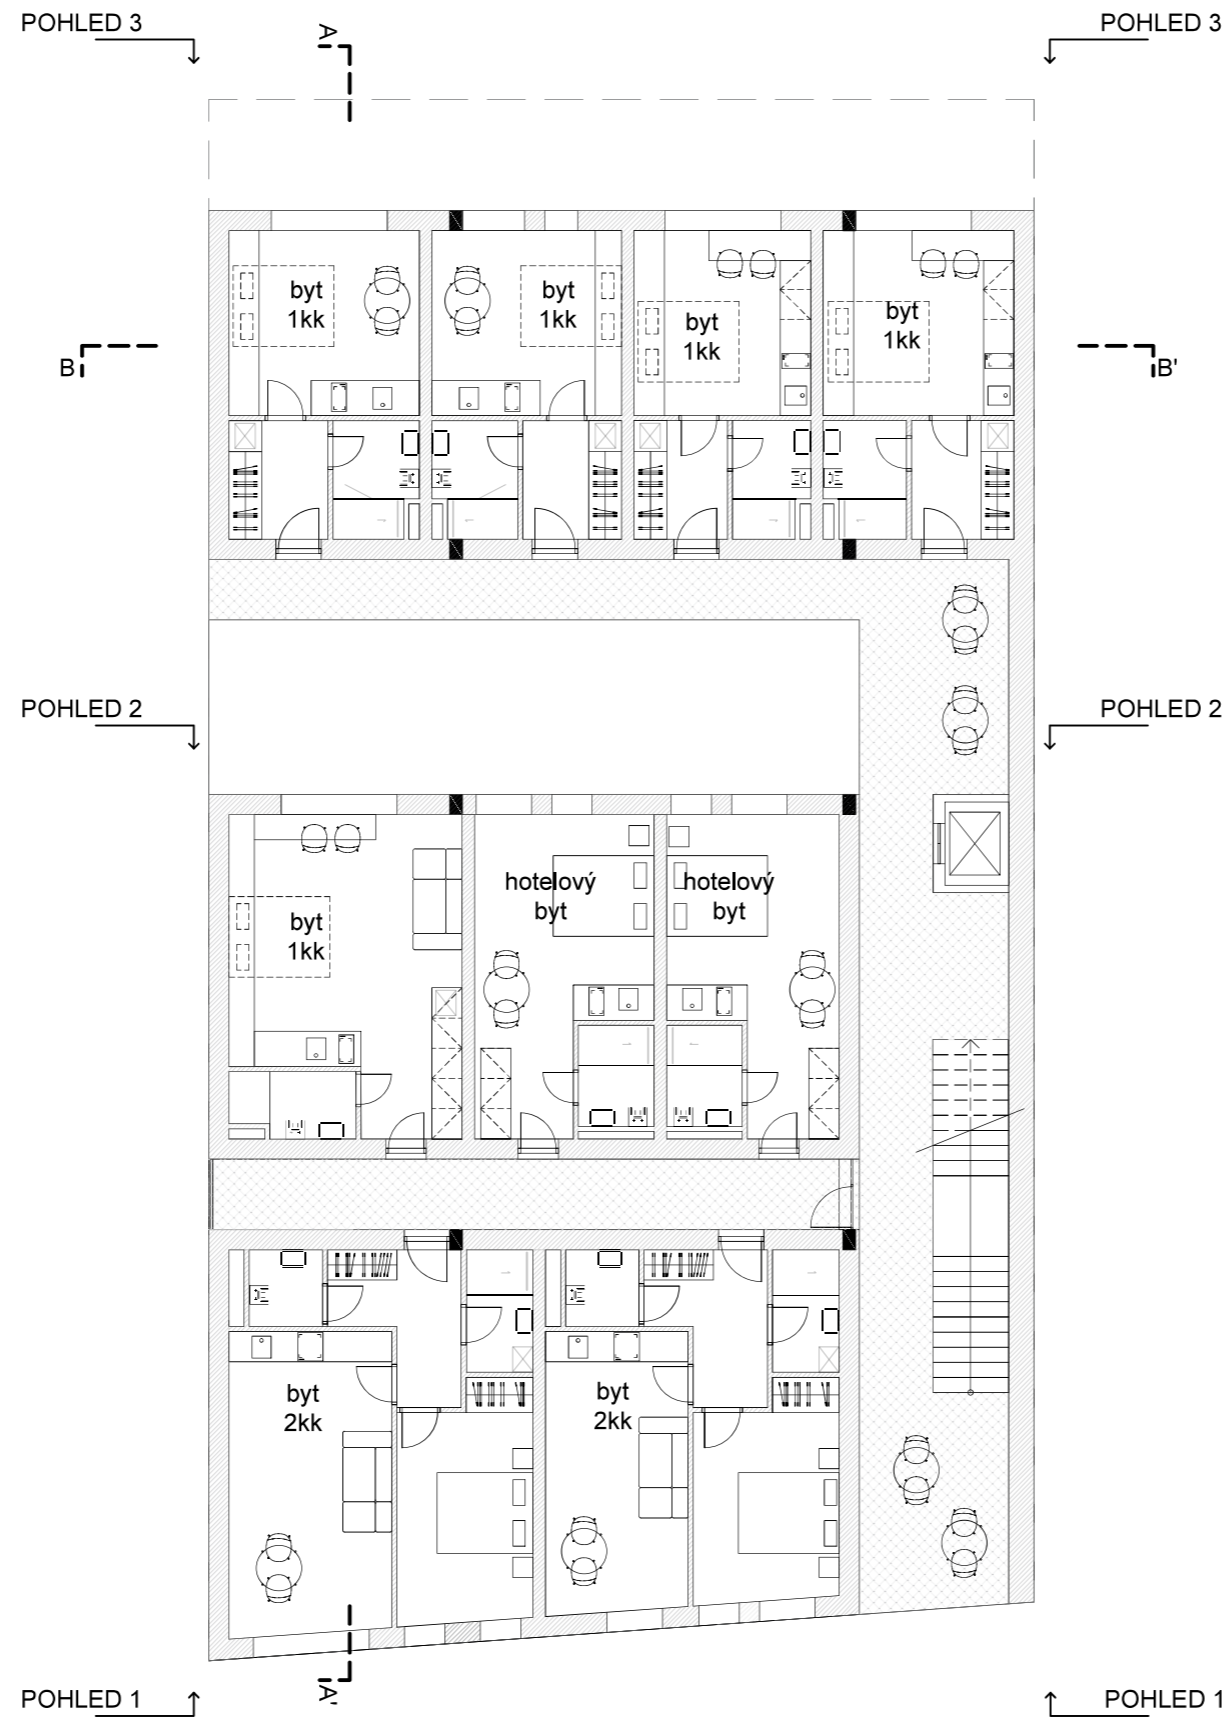 POHLED 3
POHLED 3
A
byt
1kk
byt
1kk
byt
1kk
byt
1kk
B
B'
POHLED 2
POHLED 2
hotelový
byt
hotelový
byt
byt
1kk
byt
2kk
byt
2kk
A'
POHLED 1
POHLED 1